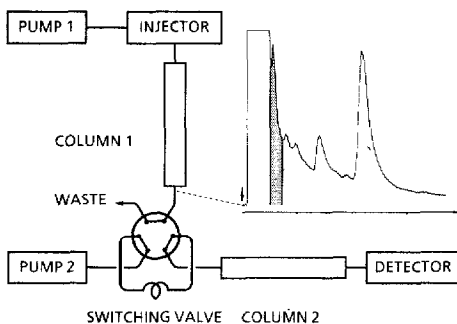 PUMP 1
INJECTOR
COLUMN 1
WASTE
PUMP 2
DETECTOR
SWITCHING VALVE COLUMN 2